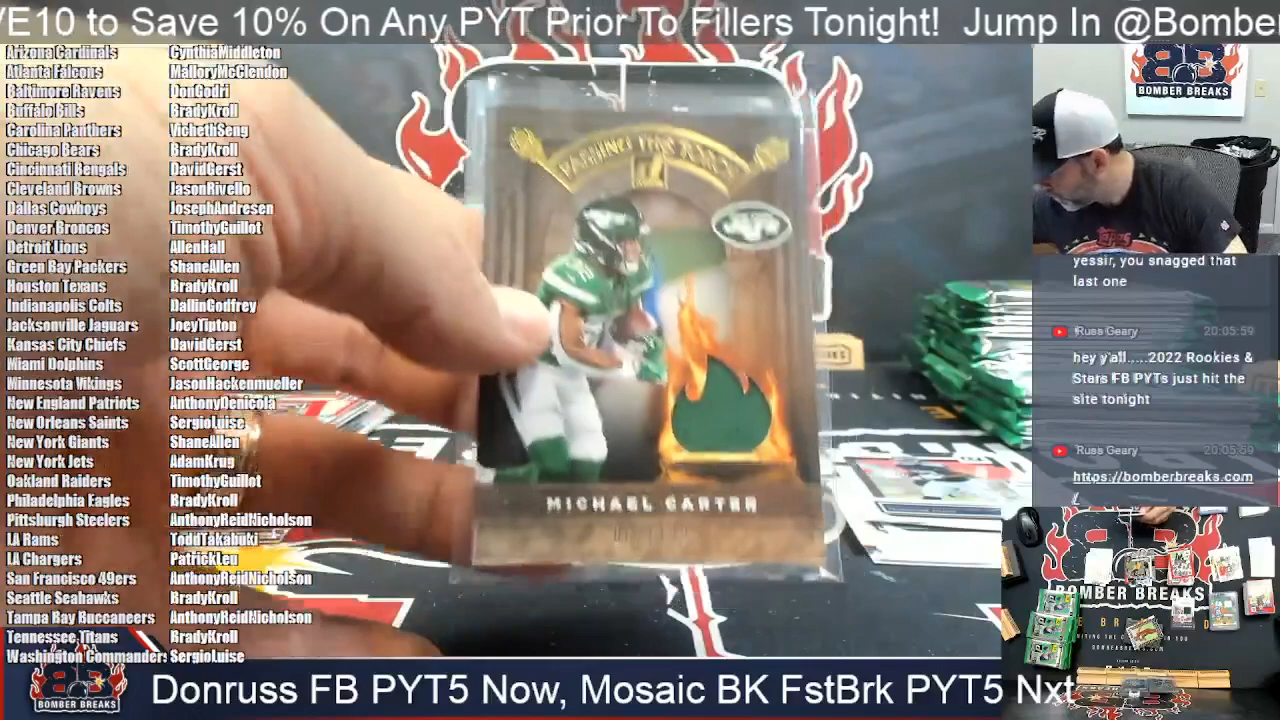 VE10 to Save 10% On Any PYT Prior To Fillers Tonight! Jump In @Bomber
Arizona Cardinals CynthiaMiddleton
Atlanta Falcons MalloryMcClendon
Baltimore Ravens DonGodri
Buffalo Bills BradyKroll
Carolina Panthers VichethSeng
Chicago Bears BradyKroll
Cincinnati Bengals DavidGerst
Cleveland Browns JasonRivello
Dallas Cowboys JosephAndresen
Denver Broncos TimothyGuillot
Detroit Lions AllenHall
Green Bay Packers ShaneAllen
Houston Texans BradyKroll
Indianapolis Colts DallinGodfrey
Jacksonville Jaguars JoeyTipton
Kansas City Chiefs DavidGerst
Miami Dolphins ScottGeorge
Minnesota Vikings JasonHackenmueller
New England Patriots AnthonyDenicola
New Orleans Saints SergioLuise
New York Giants ShaneAllen
New York Jets AdamKrug
Oakland Raiders TimothyGuillot
Philadelphia Eagles BradyKroll
Pittsburgh Steelers AnthonyReidNicholson
LA Rams ToddTakabuki
LA Chargers PatrickLeu
San Francisco 49ers AnthonyReidNicholson
Seattle Seahawks BradyKroll
Tampa Bay Buccaneers AnthonyReidNicholson
Tennessee Titans BradyKroll
Washington Commanders SergioLuise
JETS
MICHAEL CARTER
BOMBER BREAKS
Topps
yessir, you snagged that
last one
Russ Geary 20:05:59
hey y'all.....2022 Rookies &
Stars FB PYTs just hit the
site tonight
Russ Geary 20:05:59
https://bomberbreaks.com
/
BOMBER BREAKS
BOMBERBREAKS.COM
BOMBER BREAKS
Donruss FB PYT5 Now, Mosaic BK FstBrk PYT5 Nxt